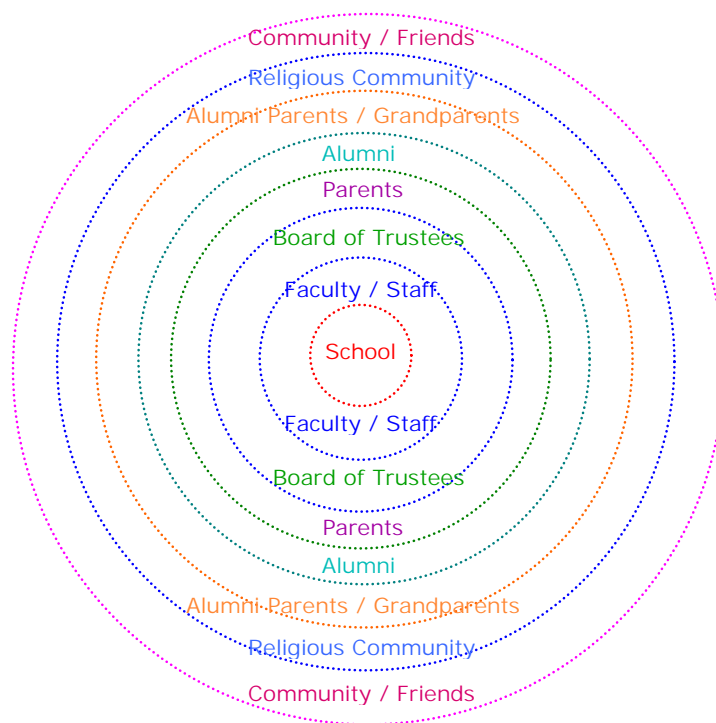 Community / Friends
Religious Community
Alumni Parents / Grandparents
Alumni
Parents
Board of Trustees
Faculty / Staff
School
Faculty / Staff
Board of Trustees
Parents
Alumni
Alumni Parents / Grandparents
Religious Community
Community / Friends